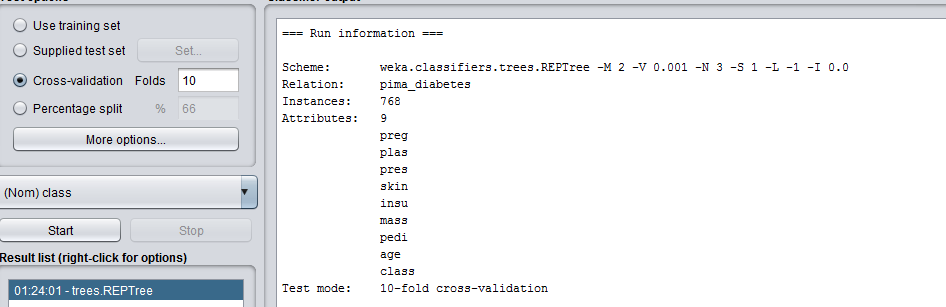 Use training set
Supplied test set Set...
Cross-validation Folds 10
Percentage split % 66
More options...
(Nom) class
Start Stop
Result list (right-click for options)
01:24:01 - trees.REPTree
=== Run information ===
Scheme: weka.classifiers.trees.REPTree -M 2 -V 0.001 -N 3 -S 1 -L -1 -I 0.0
Relation: pima_diabetes
Instances: 768
Attributes: 9
preg
plas
pres
skin
insu
mass
pedi
age
class
Test mode: 10-fold cross-validation